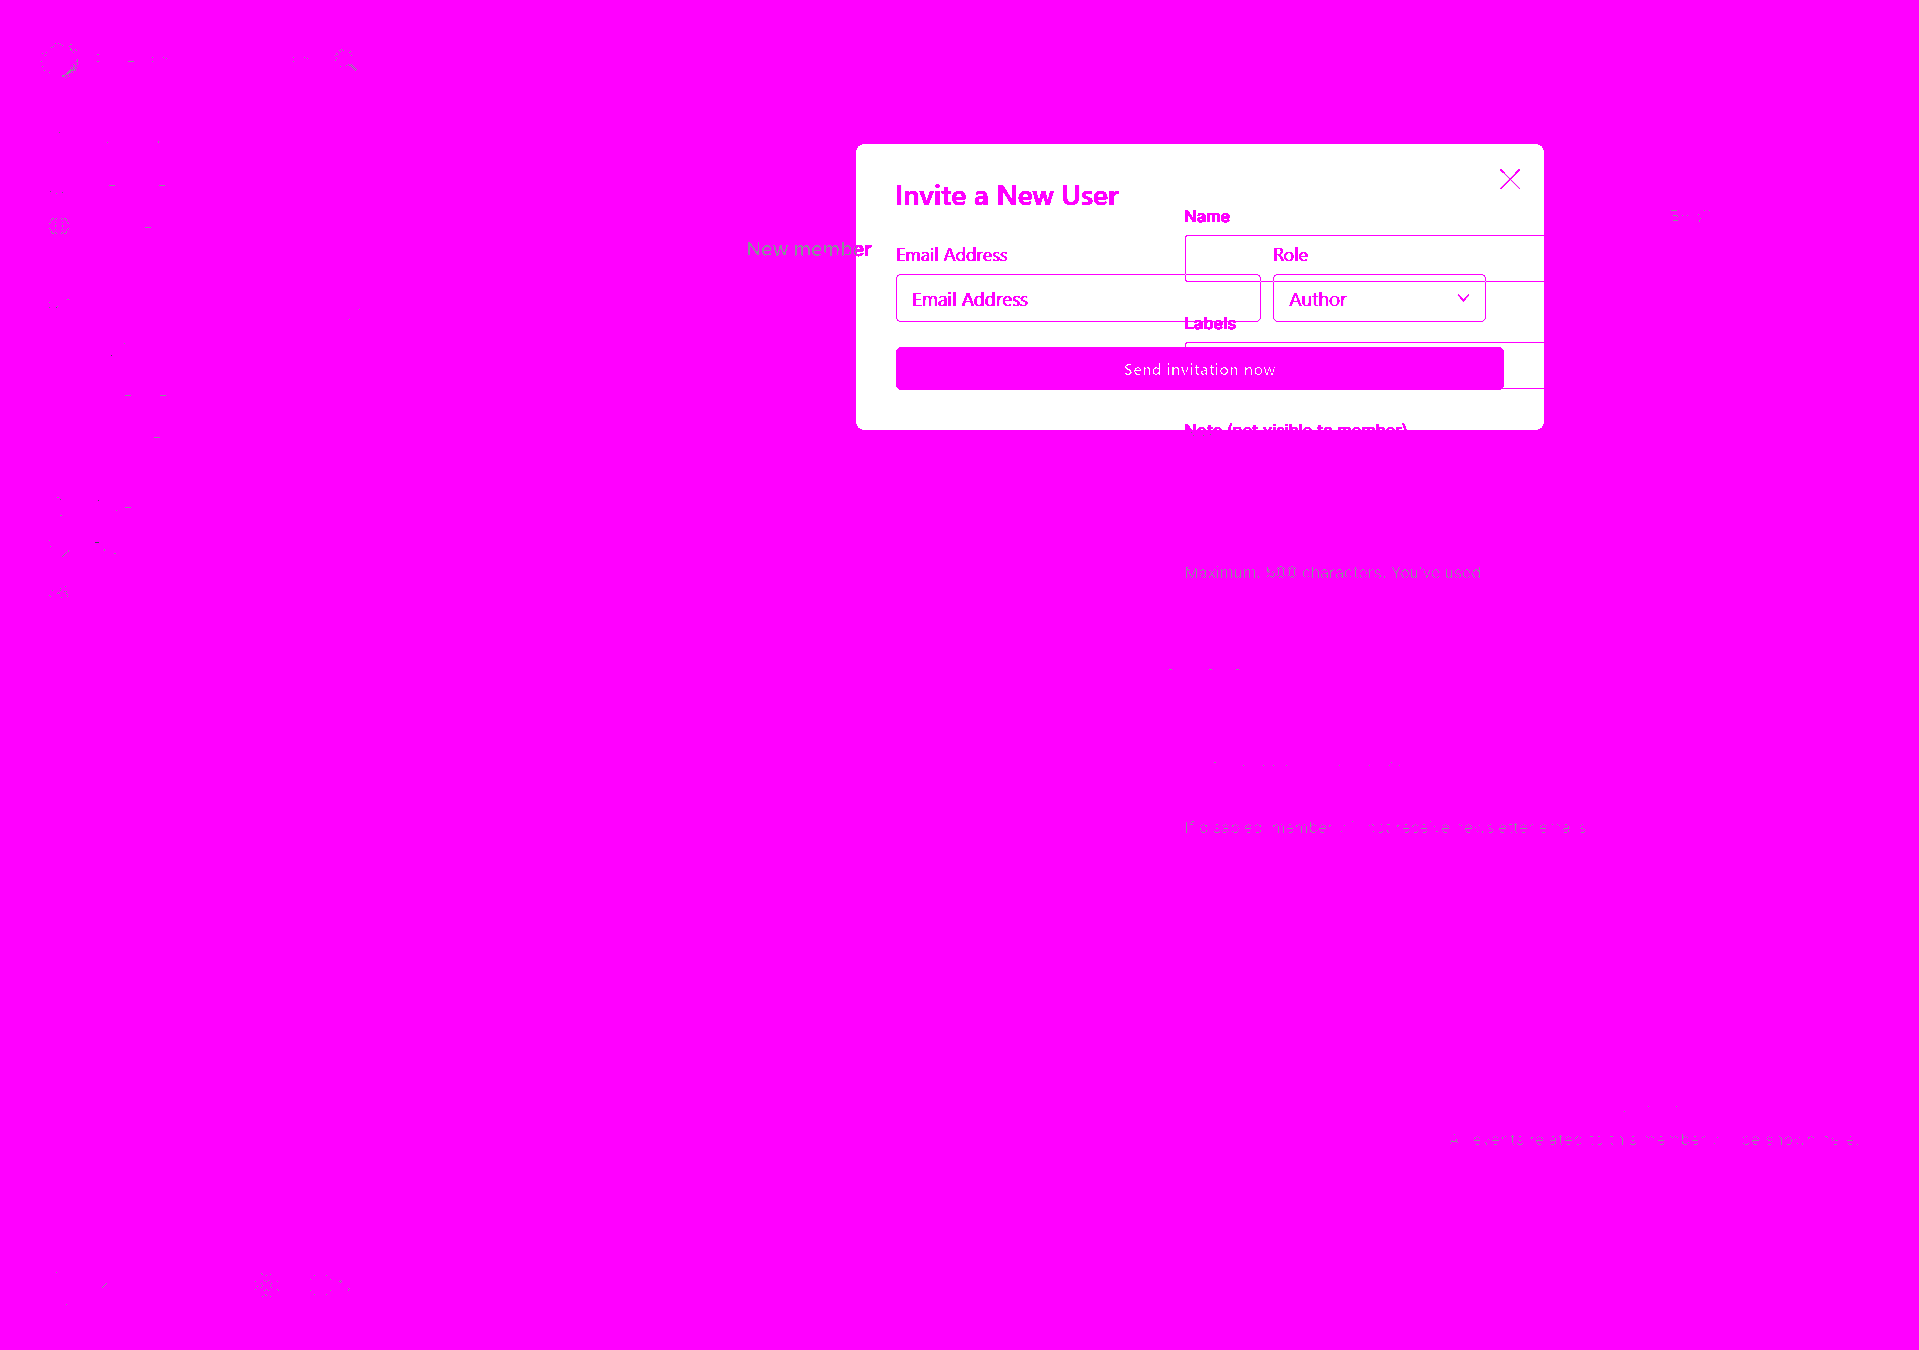 Invite a New User
Name
New member
Email Address
Role
Email Address
Author
Labels
Send invitation now
Note (not visible to member)
Maximum: 500 characters. You've used